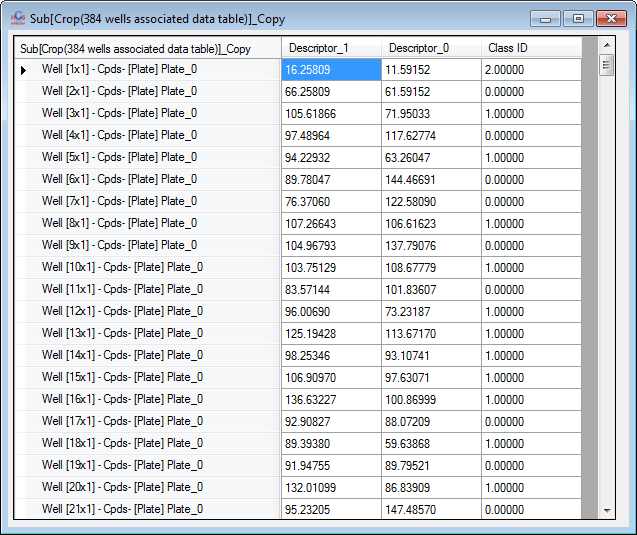 Sub[Crop(384 wells associated data table)]_Copy
Sub[Crop(384 wells associated data table)]_Copy Descriptor_1 Descriptor_0 Class ID
Well [1x1] - Cpds- [Plate] Plate_0 16.25809 11.59152 2.00000
Well [2x1] - Cpds- [Plate] Plate_0 66.25809 61.59152 0.00000
Well [3x1] - Cpds- [Plate] Plate_0 105.61866 71.95033 1.00000
Well [4x1] - Cpds- [Plate] Plate_0 97.48964 117.62774 0.00000
Well [5x1] - Cpds- [Plate] Plate_0 94.22932 63.26047 1.00000
Well [6x1] - Cpds- [Plate] Plate_0 89.78047 144.46691 0.00000
Well [7x1] - Cpds- [Plate] Plate_0 76.37060 122.58090 0.00000
Well [8x1] - Cpds- [Plate] Plate_0 107.26643 106.61623 1.00000
Well [9x1] - Cpds- [Plate] Plate_0 104.96793 137.79076 0.00000
Well [10x1] - Cpds- [Plate] Plate_0 103.75129 108.67779 1.00000
Well [11x1] - Cpds- [Plate] Plate_0 83.57144 101.83607 0.00000
Well [12x1] - Cpds- [Plate] Plate_0 96.00690 73.23187 1.00000
Well [13x1] - Cpds- [Plate] Plate_0 125.19428 113.67170 1.00000
Well [14x1] - Cpds- [Plate] Plate_0 98.25346 93.10741 1.00000
Well [15x1] - Cpds- [Plate] Plate_0 106.90970 97.63071 1.00000
Well [16x1] - Cpds- [Plate] Plate_0 136.63227 100.86999 1.00000
Well [17x1] - Cpds- [Plate] Plate_0 92.90827 88.07209 0.00000
Well [18x1] - Cpds- [Plate] Plate_0 89.39380 59.63868 1.00000
Well [19x1] - Cpds- [Plate] Plate_0 91.94755 89.79521 0.00000
Well [20x1] - Cpds- [Plate] Plate_0 132.01099 86.83909 1.00000
Well [21x1] - Cpds- [Plate] Plate_0 95.23205 147.48570 0.00000